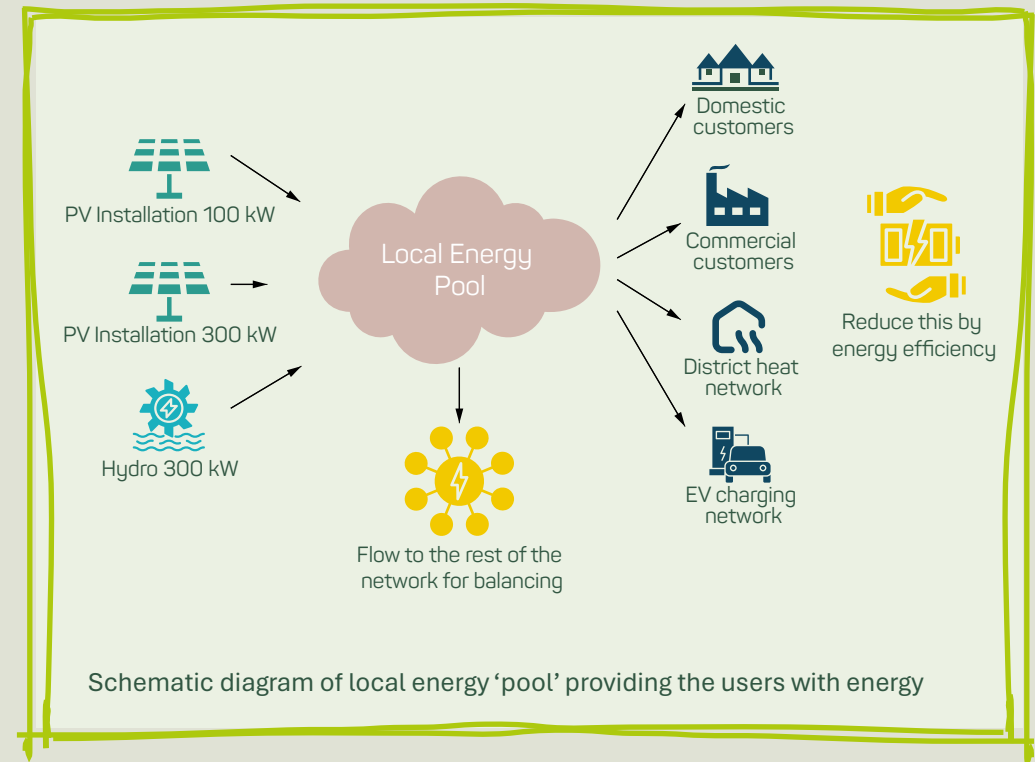 PV Installation 100 kW
PV Installation 300 kW
Hydro 300 kW
Local Energy
Pool
Flow to the rest of the
network for balancing
Domestic
customers
Commercial
customers
District heat
network
EV charging
network
Reduce this by
energy efficiency
Schematic diagram of local energy ‘pool’ providing the users with energy